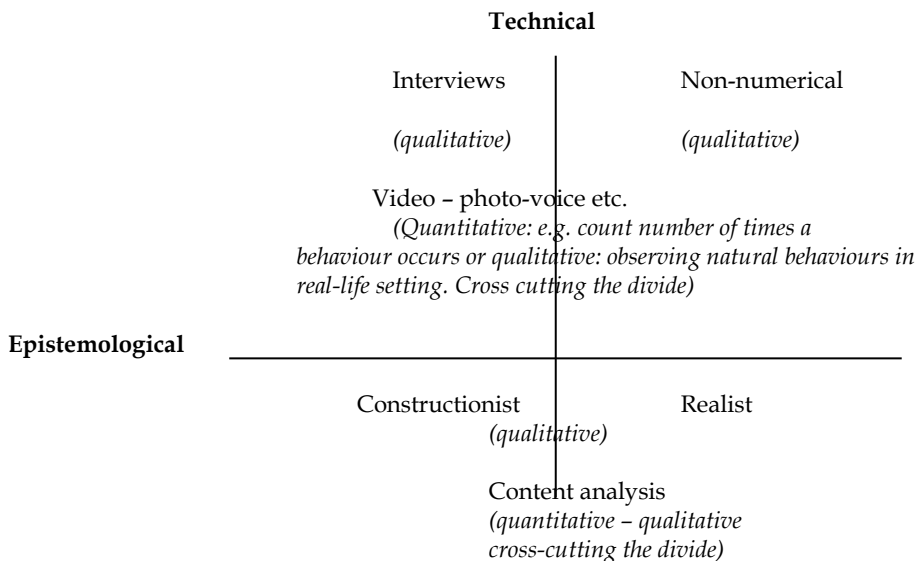 Technical
Interviews Non-numerical
(qualitative) (qualitative)
Video – photo-voice etc.
(Quantitative: e.g. count number of times a
behaviour occurs or qualitative: observing natural behaviours in
real-life setting. Cross cutting the divide)
Epistemological
Constructionist Realist
(qualitative)
Content analysis
(quantitative – qualitative
cross-cutting the divide)